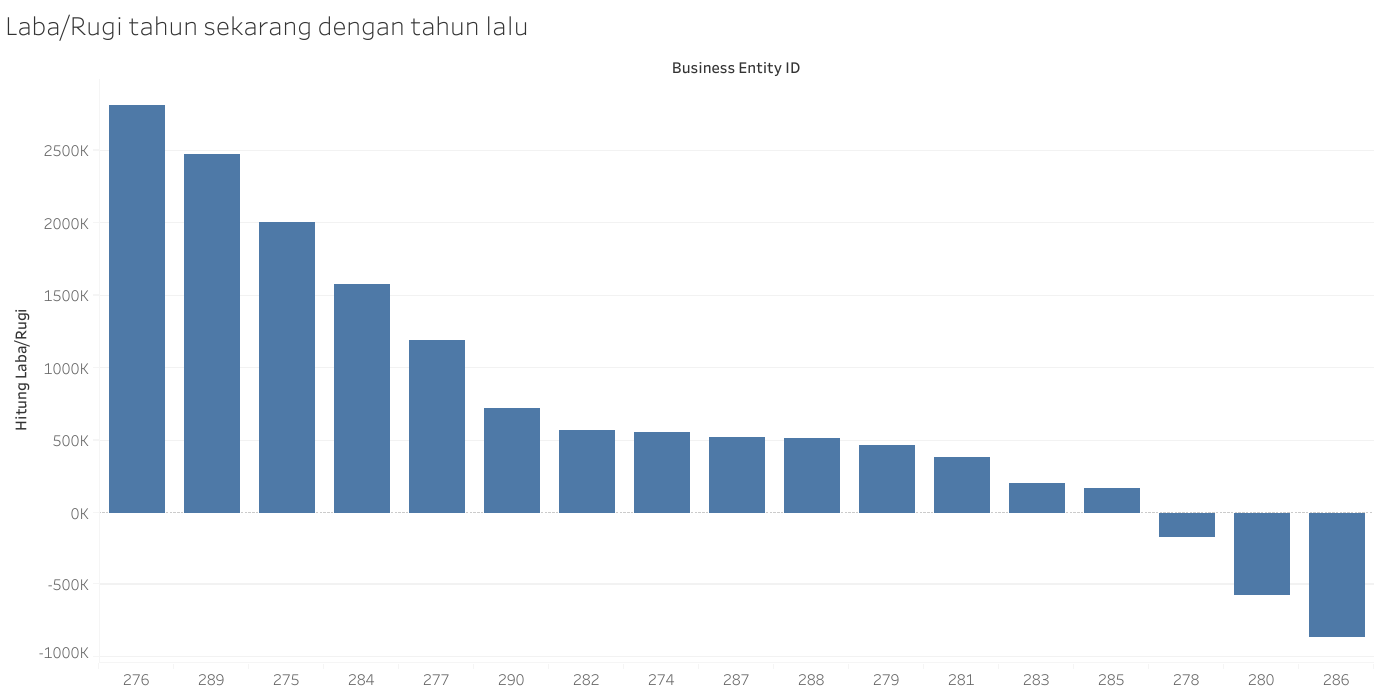 Laba/Rugi tahun sekarang dengan tahun lalu
Business Entity ID
Hitung Laba/Rugi
2500K
2000K
1500K
1000K
500K
0K
-500K
-1000K
276 289 275 284 277 290 282 274 287 288 279 281 283 285 278 280 286